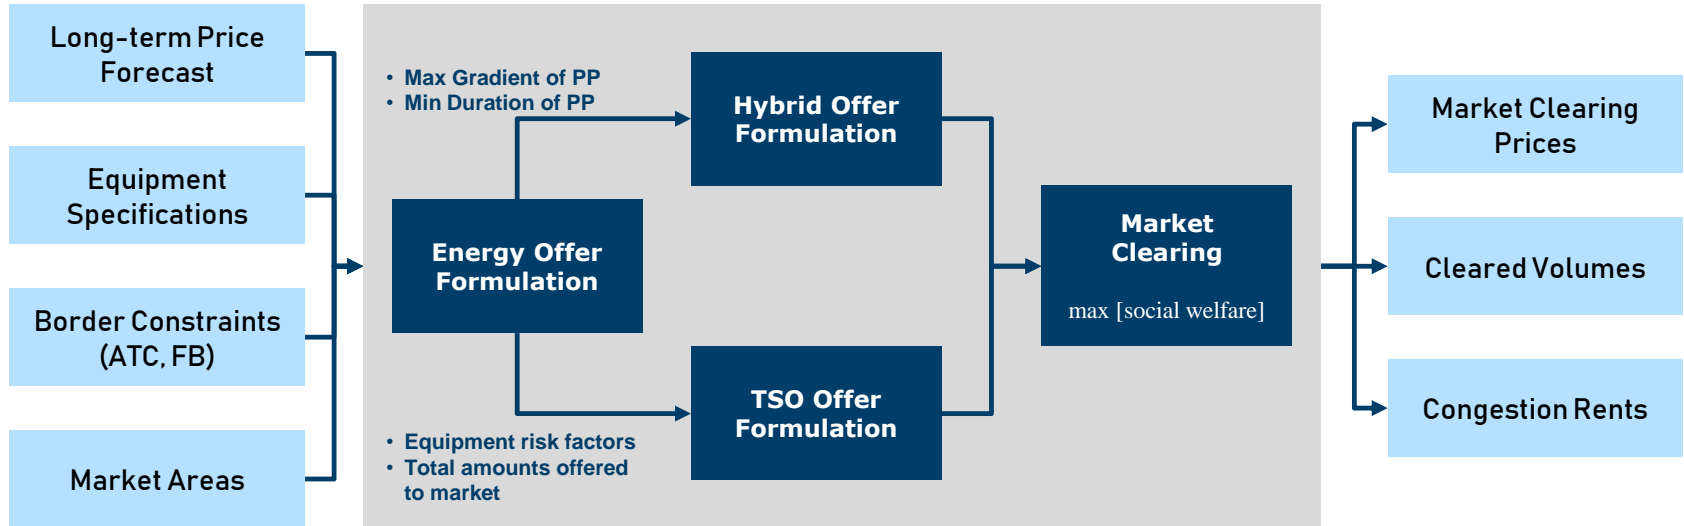 Long-term Price
Forecast
Equipment
Specifications
Border Constraints
(ATC, FB)
Market Areas
• Max Gradient of PP
• Min Duration of PP
Energy Offer
Formulation
• Equipment risk factors
• Total amounts offered
to market
Hybrid Offer
Formulation
TSO Offer
Formulation
Market
Clearing
max [social welfare]
Market Clearing
Prices
Cleared Volumes
Congestion Rents